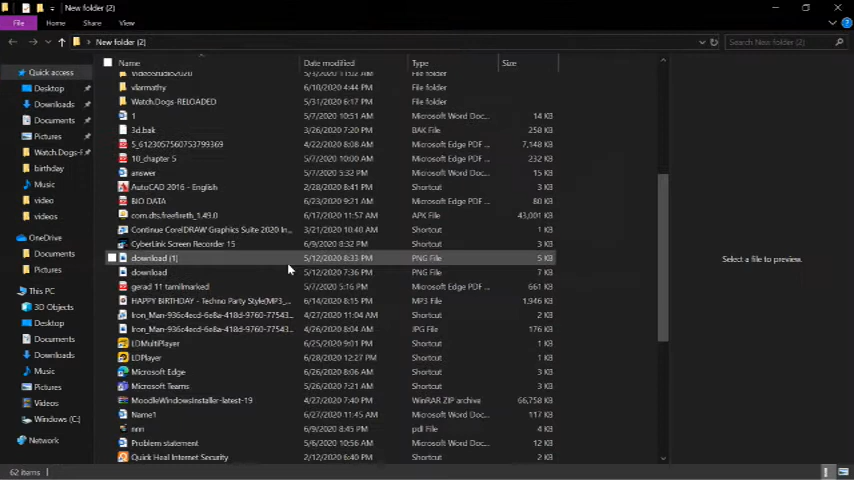 New folder (2)
File Home Share View
New folder (2) Search New folder (2)
Name Date modified Type Size
Quick access
Desktop
Downloads
Documents
Pictures
Watch.Dogs-F
birthday
Music
video
videos
OneDrive
Documents
Pictures
This PC
3D Objects
Desktop
Documents
Downloads
Music
Pictures
Videos
Windows (C:)
Network
VideoStudio2020 5/3/2020 11:02 AM File folder
vlarmathy 6/10/2020 4:44 PM File folder
Watch.Dogs-RELOADED 5/31/2020 6:17 PM File folder
1 5/7/2020 10:51 AM Microsoft Word Doc... 14 KB
3d.bak 3/26/2020 7:20 PM BAK File 258 KB
5_6123057560753799369 4/22/2020 8:08 AM Microsoft Edge PDF ... 7,148 KB
10_chapter 5 5/7/2020 10:00 AM Microsoft Edge PDF ... 232 KB
answer 5/7/2020 5:32 PM Microsoft Word Doc... 15 KB
AutoCAD 2016 - English 2/28/2020 8:41 PM Shortcut 3 KB
BIO DATA 6/23/2020 6:32 PM Microsoft Edge PDF ... 80 KB
com.dts.freefireth_1.49.0 6/17/2020 11:57 AM APK File 43,001 KB
Continue CorelDRAW Graphics Suite 2020 In... 3/21/2020 10:40 AM Shortcut 1 KB
CyberLink Screen Recorder 15 6/9/2020 8:32 PM Shortcut 3 KB
download (1) 5/12/2020 8:33 PM PNG File 5 KB
download 5/12/2020 7:36 PM PNG File 7 KB
gerad 11 tamilmarked 5/7/2020 5:16 PM Microsoft Edge PDF ... 661 KB
HAPPY BIRTHDAY - Techno Party Style(MP3_... 6/14/2020 8:15 PM MP3 File 1,946 KB
Iron_Man-936c4ecd-6e8a-418d-9760-77543... 4/27/2020 11:04 AM Shortcut 2 KB
Iron_Man-936c4ecd-6e8a-418d-9760-77543... 4/26/2020 8:04 AM JPG File 176 KB
LDMultiPlayer 6/25/2020 9:01 PM Shortcut 1 KB
LDPlayer 6/28/2020 12:27 PM Shortcut 1 KB
Microsoft Edge 6/26/2020 8:06 AM Shortcut 3 KB
Microsoft Teams 5/26/2020 7:21 AM Shortcut 3 KB
MoodleWindowsInstaller-latest-19 4/27/2020 7:40 PM WinRAR ZIP archive 66,758 KB
Name1 6/27/2020 11:45 AM Microsoft Word Doc... 117 KB
nnn 6/9/2020 8:45 PM pdf File 4 KB
Problem statement 5/6/2020 10:56 AM Microsoft Word Doc... 12 KB
Quick Heal Internet Security 2/12/2020 6:40 PM Shortcut 2 KB
Select a file to preview.
62 items